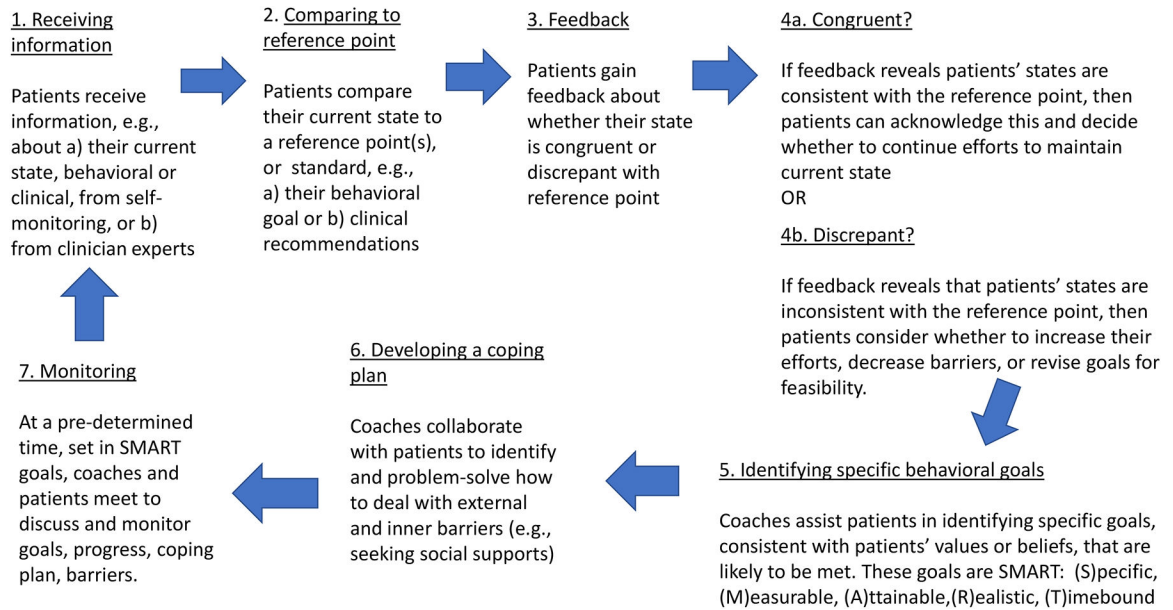 1. Receiving
information
Patients receive
information, e.g.,
about a) their current
state, behavioral or
clinical, from self-
monitoring, or b)
from clinician experts
2. Comparing to
reference point
Patients compare
their current state to
a reference point(s),
or standard, e.g.,
a) their behavioral
goal or b) clinical
recommendations
3. Feedback
Patients gain
feedback about
whether their state
is congruent or
discrepant with
reference point
4a. Congruent?
If feedback reveals patients’ states are
consistent with the reference point, then
patients can acknowledge this and decide
whether to continue efforts to maintain
current state
OR
4b. Discrepant?
If feedback reveals that patients’ states are
inconsistent with the reference point, then
patients consider whether to increase their
efforts, decrease barriers, or revise goals for
feasibility.
5. Identifying specific behavioral goals
Coaches assist patients in identifying specific goals,
consistent with patients’ values or beliefs, that are
likely to be met. These goals are SMART: (S)pecific,
(M)easurable, (A)ttainable,(R)ealistic, (T)imebound
6. Developing a coping
plan
Coaches collaborate
with patients to identify
and problem-solve how
to deal with external
and inner barriers (e.g.,
seeking social supports)
7. Monitoring
At a pre-determined
time, set in SMART
goals, coaches and
patients meet to
discuss and monitor
goals, progress, coping
plan, barriers.